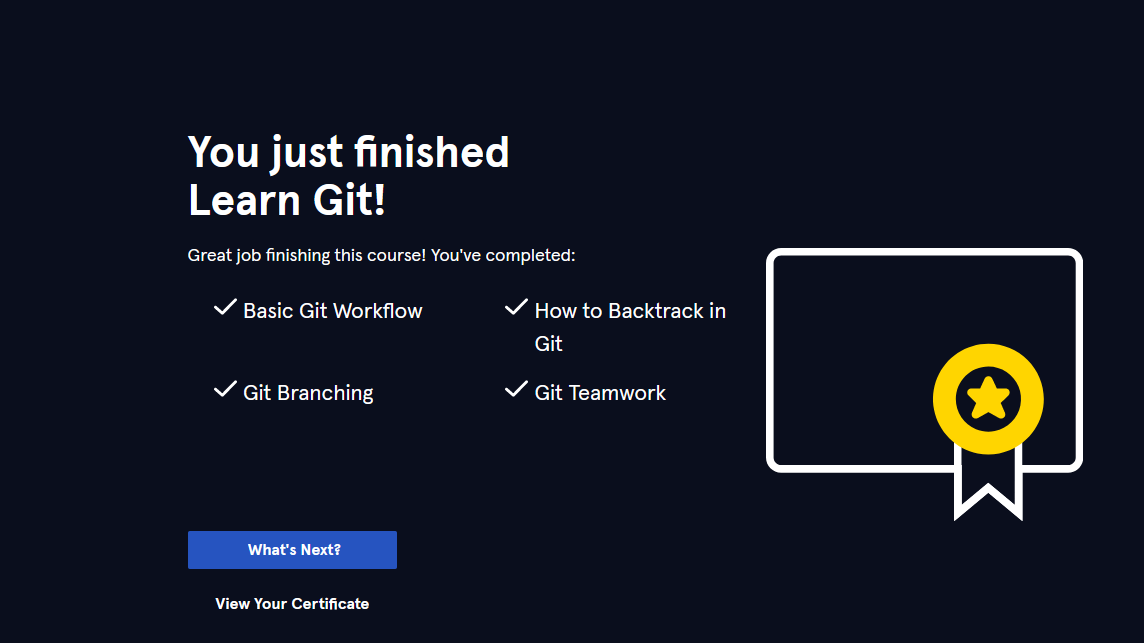 You just finished
Learn Git!
Great job finishing this course! You've completed:
Basic Git Workflow
How to Backtrack in
Git
Git Branching
Git Teamwork
What's Next?
View Your Certificate